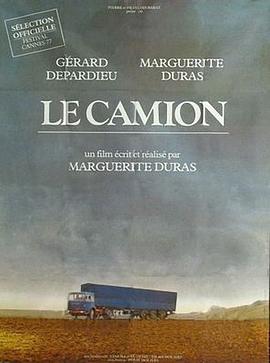 SÉLECTION
OFFICIELLE
FESTIVAL
CANNES 77
GÉRARD
DEPARDIEU
MARGUERITE
DURAS
LE CAMION
un film écrit et réalisé par
MARGUERITE DURAS